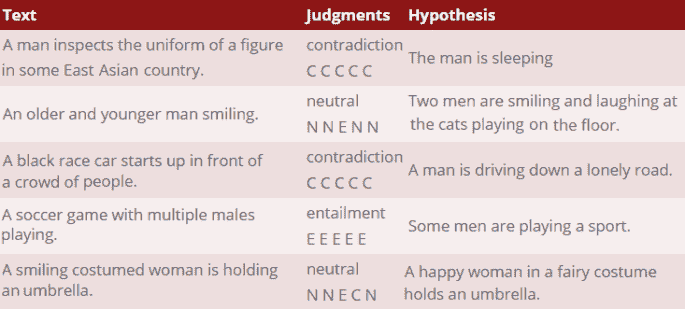 Text Judgments Hypothesis
A man inspects the uniform of a figure
in some East Asian country.
contradiction
C C C C C
The man is sleeping
An older and younger man smiling.
neutral
N N E N N
Two men are smiling and laughing at
the cats playing on the floor.
A black race car starts up in front of
a crowd of people.
contradiction
C C C C C
A man is driving down a lonely road.
A soccer game with multiple males
playing.
entailment
E E E E E
Some men are playing a sport.
A smiling costumed woman is holding
an umbrella.
neutral
N N E C N
A happy woman in a fairy costume
holds an umbrella.